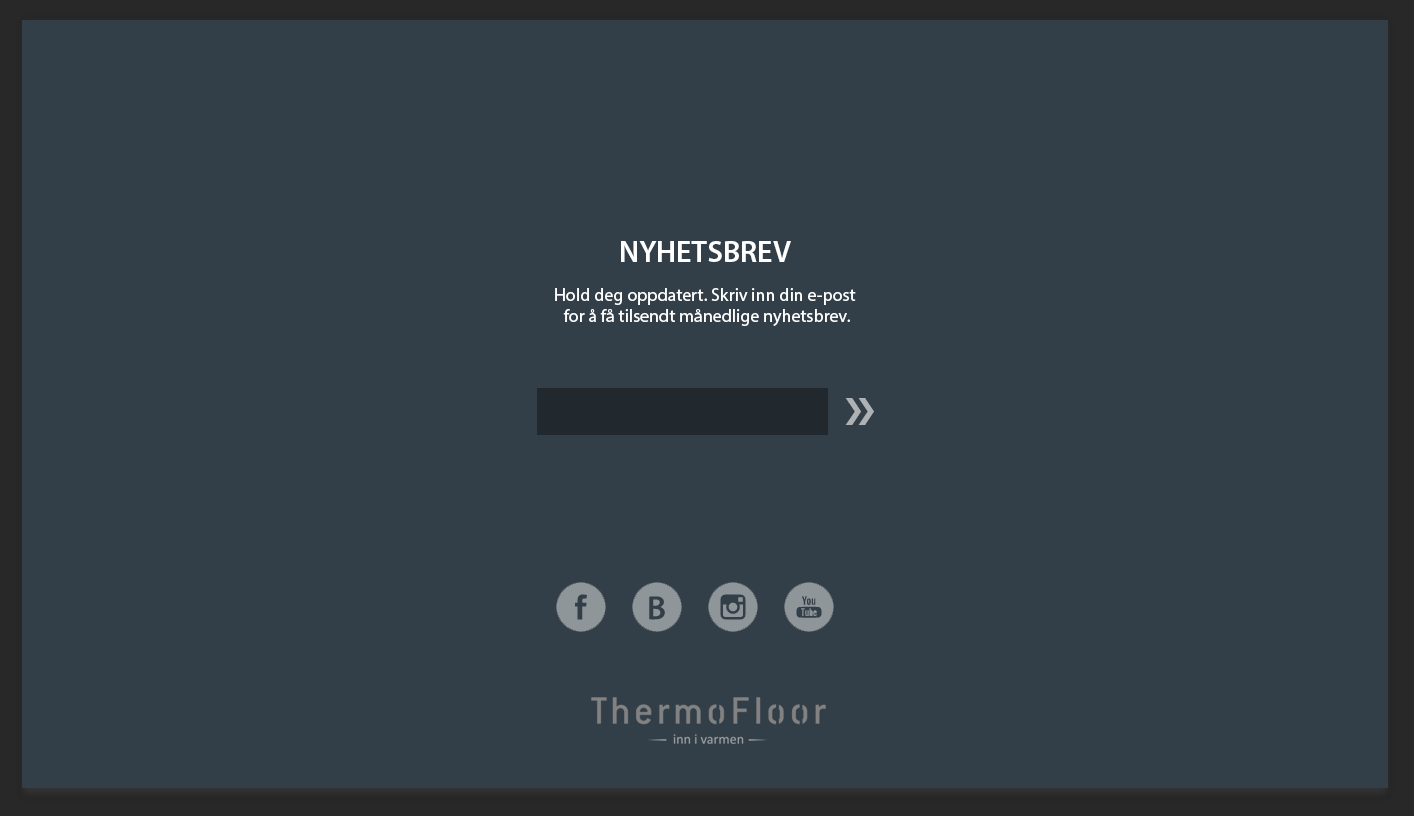 NYHETSBREV
Hold deg oppdatert. Skriv inn din e-post
for å få tilsendt månedlige nyhetsbrev.
f
B
You
Tube
ThermoFloor
inn i varmen